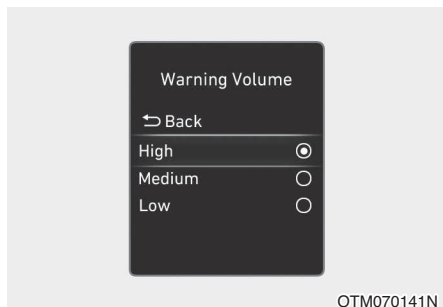 Warning Volume
Back
High
Medium
Low
OTM070141N